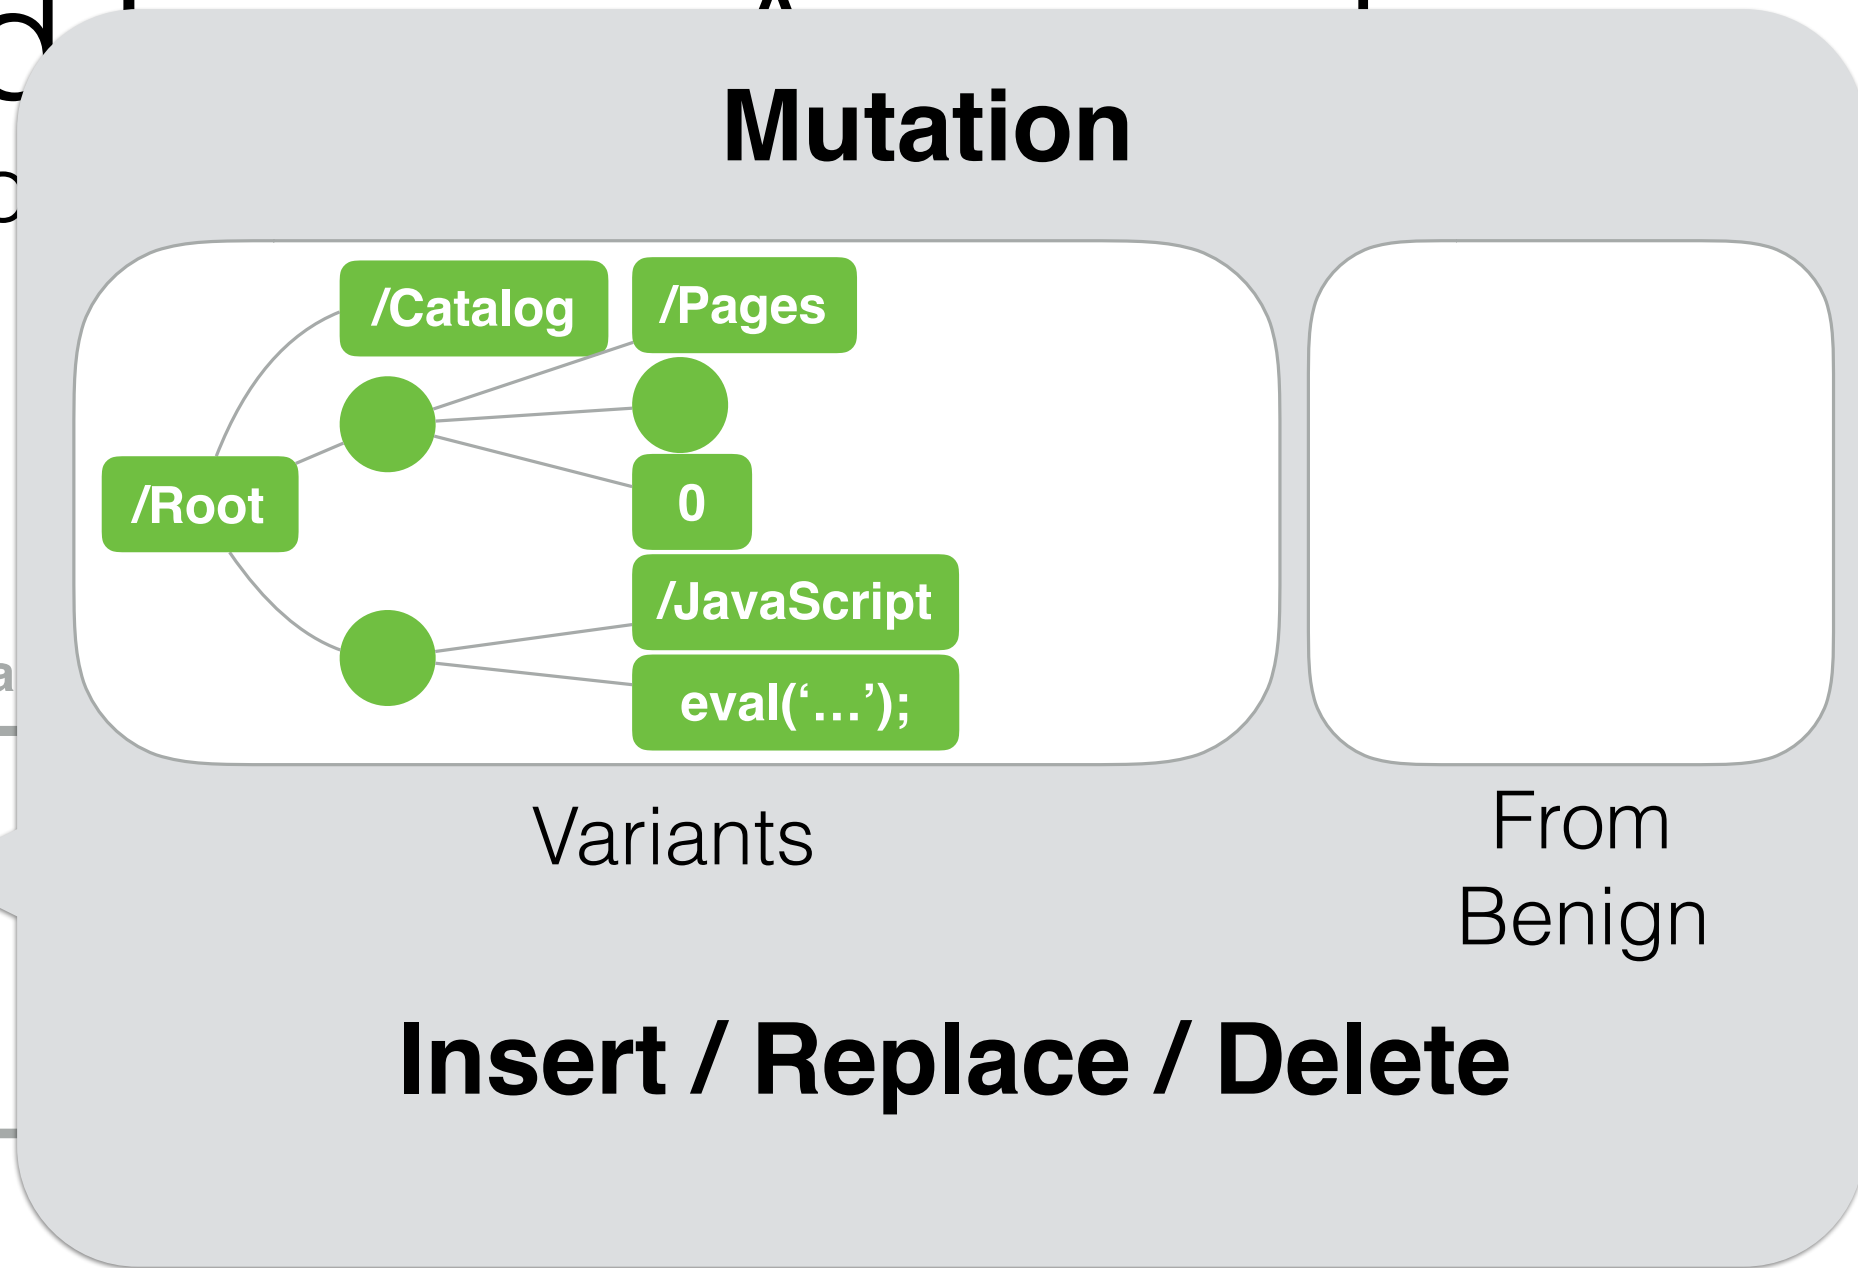 Mutation
/Catalog
/Pages
/Root
0
/JavaScript
eval(‘…’);
Variants
From
Benign
Insert / Replace / Delete